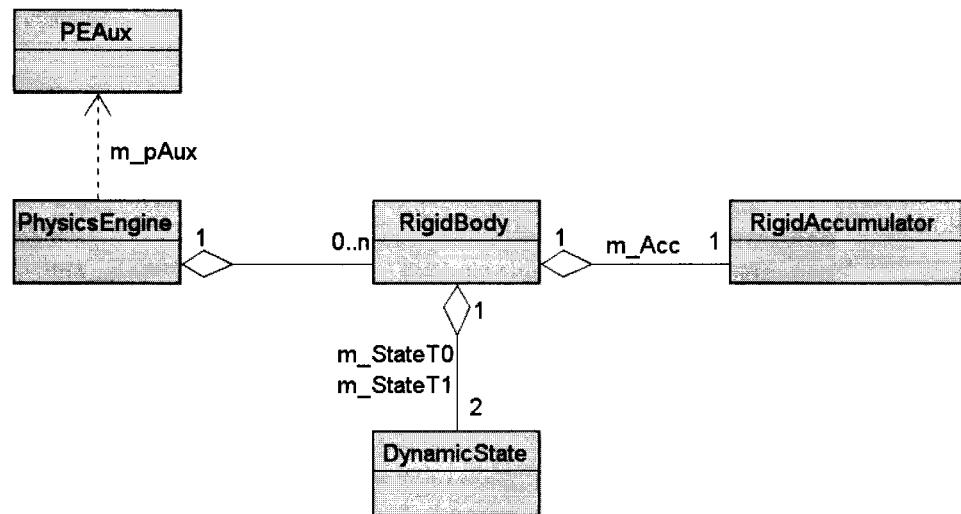 PEAux
m_pAux
PhysicsEngine
1
0..n
RigidBody
1
m_Acc
1
RigidAccumulator
1
m_StateT0
m_StateT1
2
DynamicState